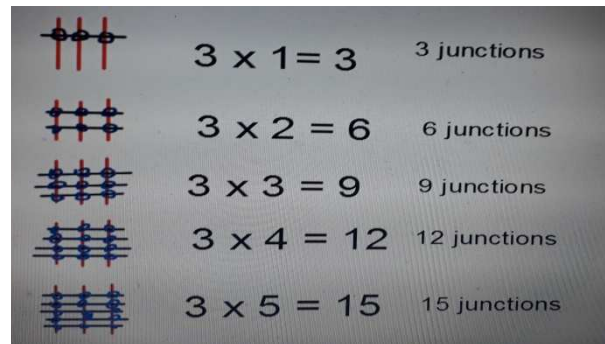 3 x 1= 3 3 junctions
3 x 2 = 6 6 junctions
3 x 3 = 9 9 junctions
3 x 4 = 12 12 junctions
3 x 5 = 15 15 junctions